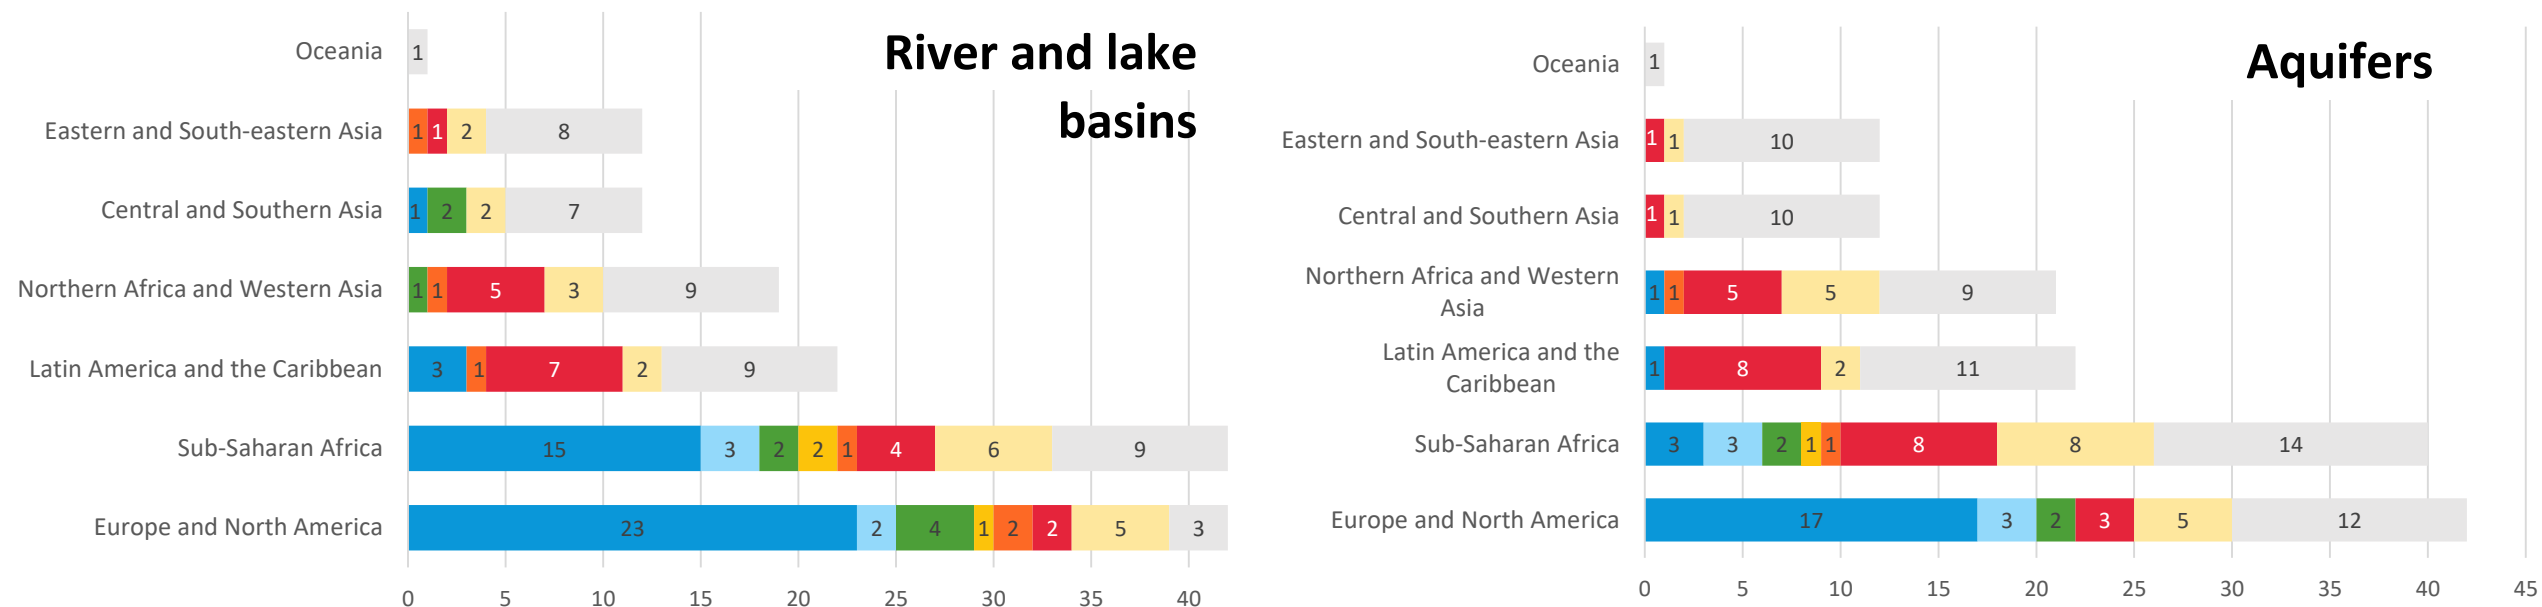 River and lake
basins
Oceania
1
Eastern and South-eastern Asia
1 1 2 8
Central and Southern Asia
1 2 2 7
Northern Africa and Western Asia
1 1 5 3 9
Latin America and the Caribbean
3 1 7 2 9
Sub-Saharan Africa
15 3 2 2 1 4 6 9
Europe and North America
23 2 4 1 2 2 5 3
0 5 10 15 20 25 30 35 40
Aquifers
Oceania
1
Eastern and South-eastern Asia
1 1 10
Central and Southern Asia
1 1 10
Northern Africa and Western
Asia
1 1 5 5 9
Latin America and the
Caribbean
1 8 2 11
Sub-Saharan Africa
3 3 2 1 1 8 8 14
Europe and North America
17 3 2 3 5 12
0 5 10 15 20 25 30 35 40 45